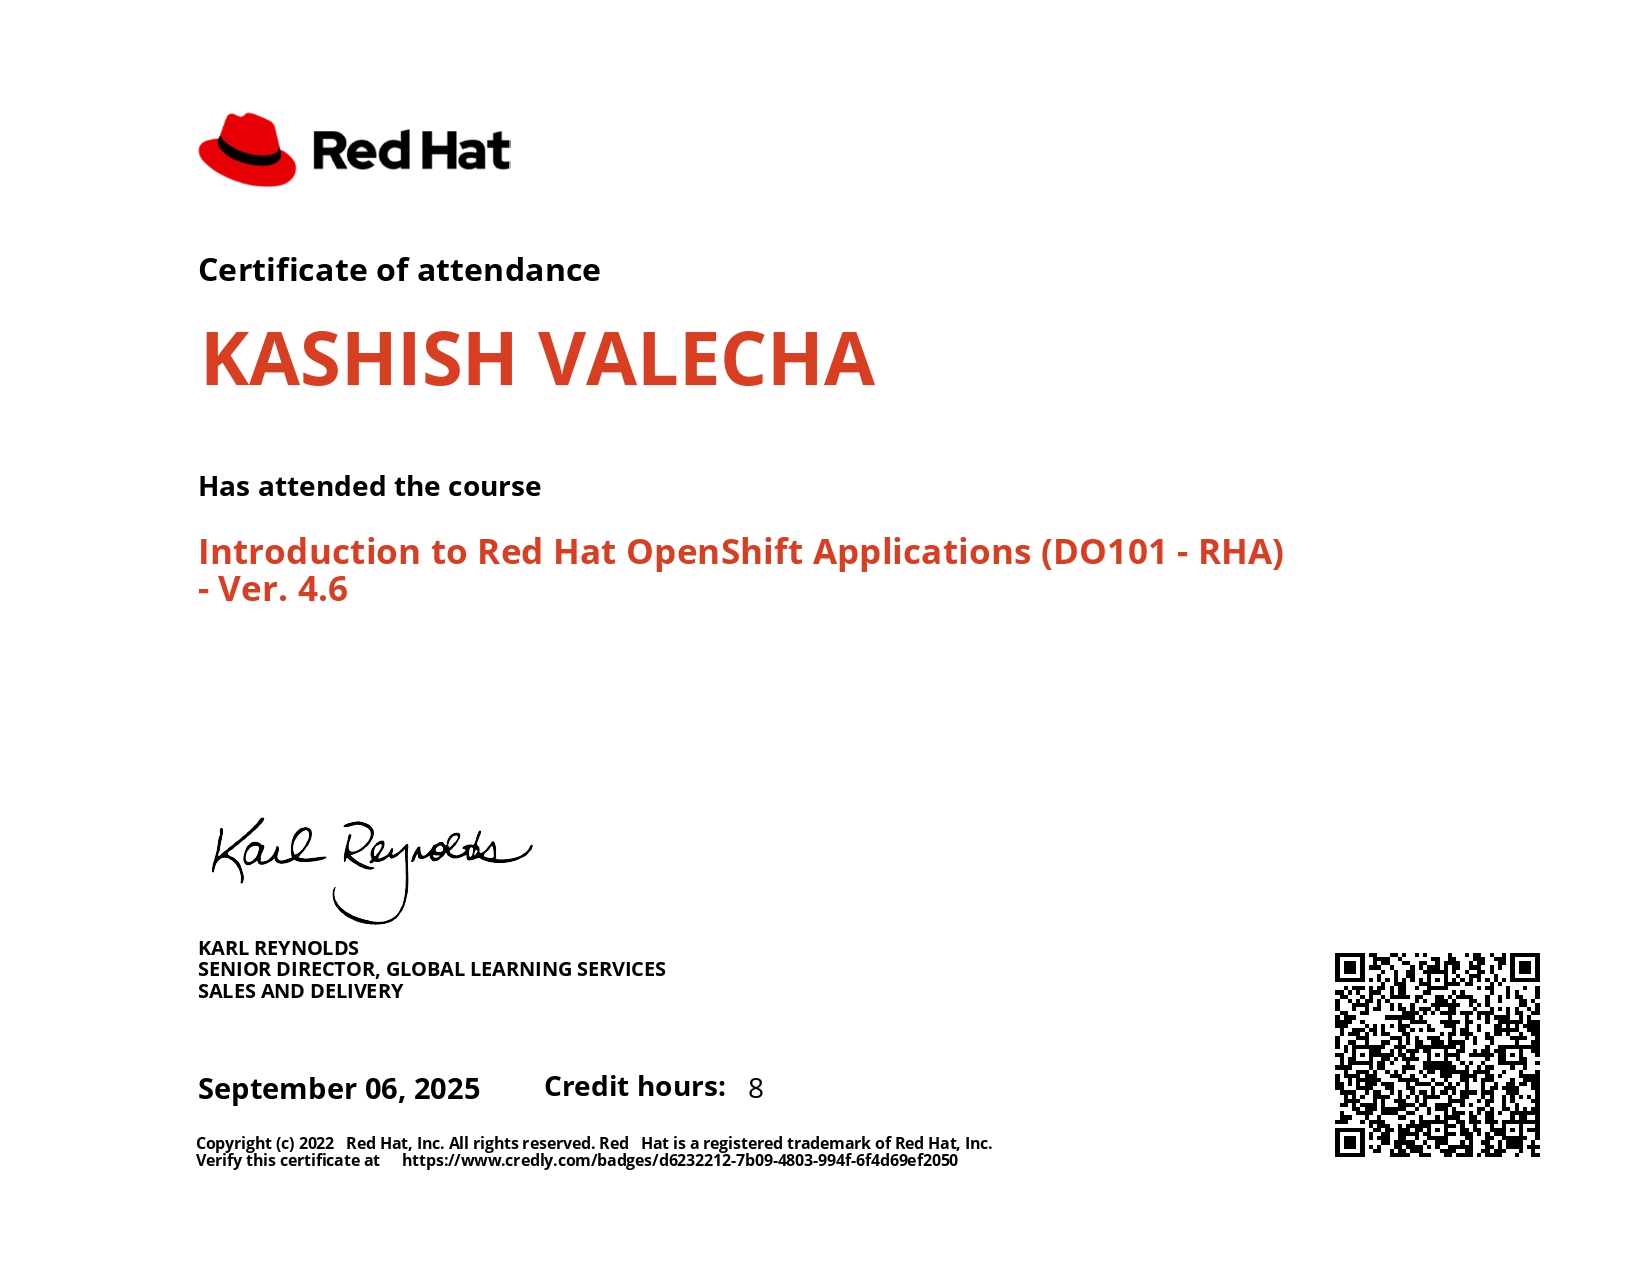 Red Hat
Certificate of attendance
KASHISH VALECHA
Has attended the course
Introduction to Red Hat OpenShift Applications (DO101 - RHA)
- Ver. 4.6
Karl Reynolds
KARL REYNOLDS
SENIOR DIRECTOR, GLOBAL LEARNING SERVICES
SALES AND DELIVERY
September 06, 2025 Credit hours: 8
Copyright (c) 2022 Red Hat, Inc. All rights reserved. Red Hat is a registered trademark of Red Hat, Inc.
Verify this certificate at https://www.credly.com/badges/d6232212-7b09-4803-994f-6f4d69ef2050